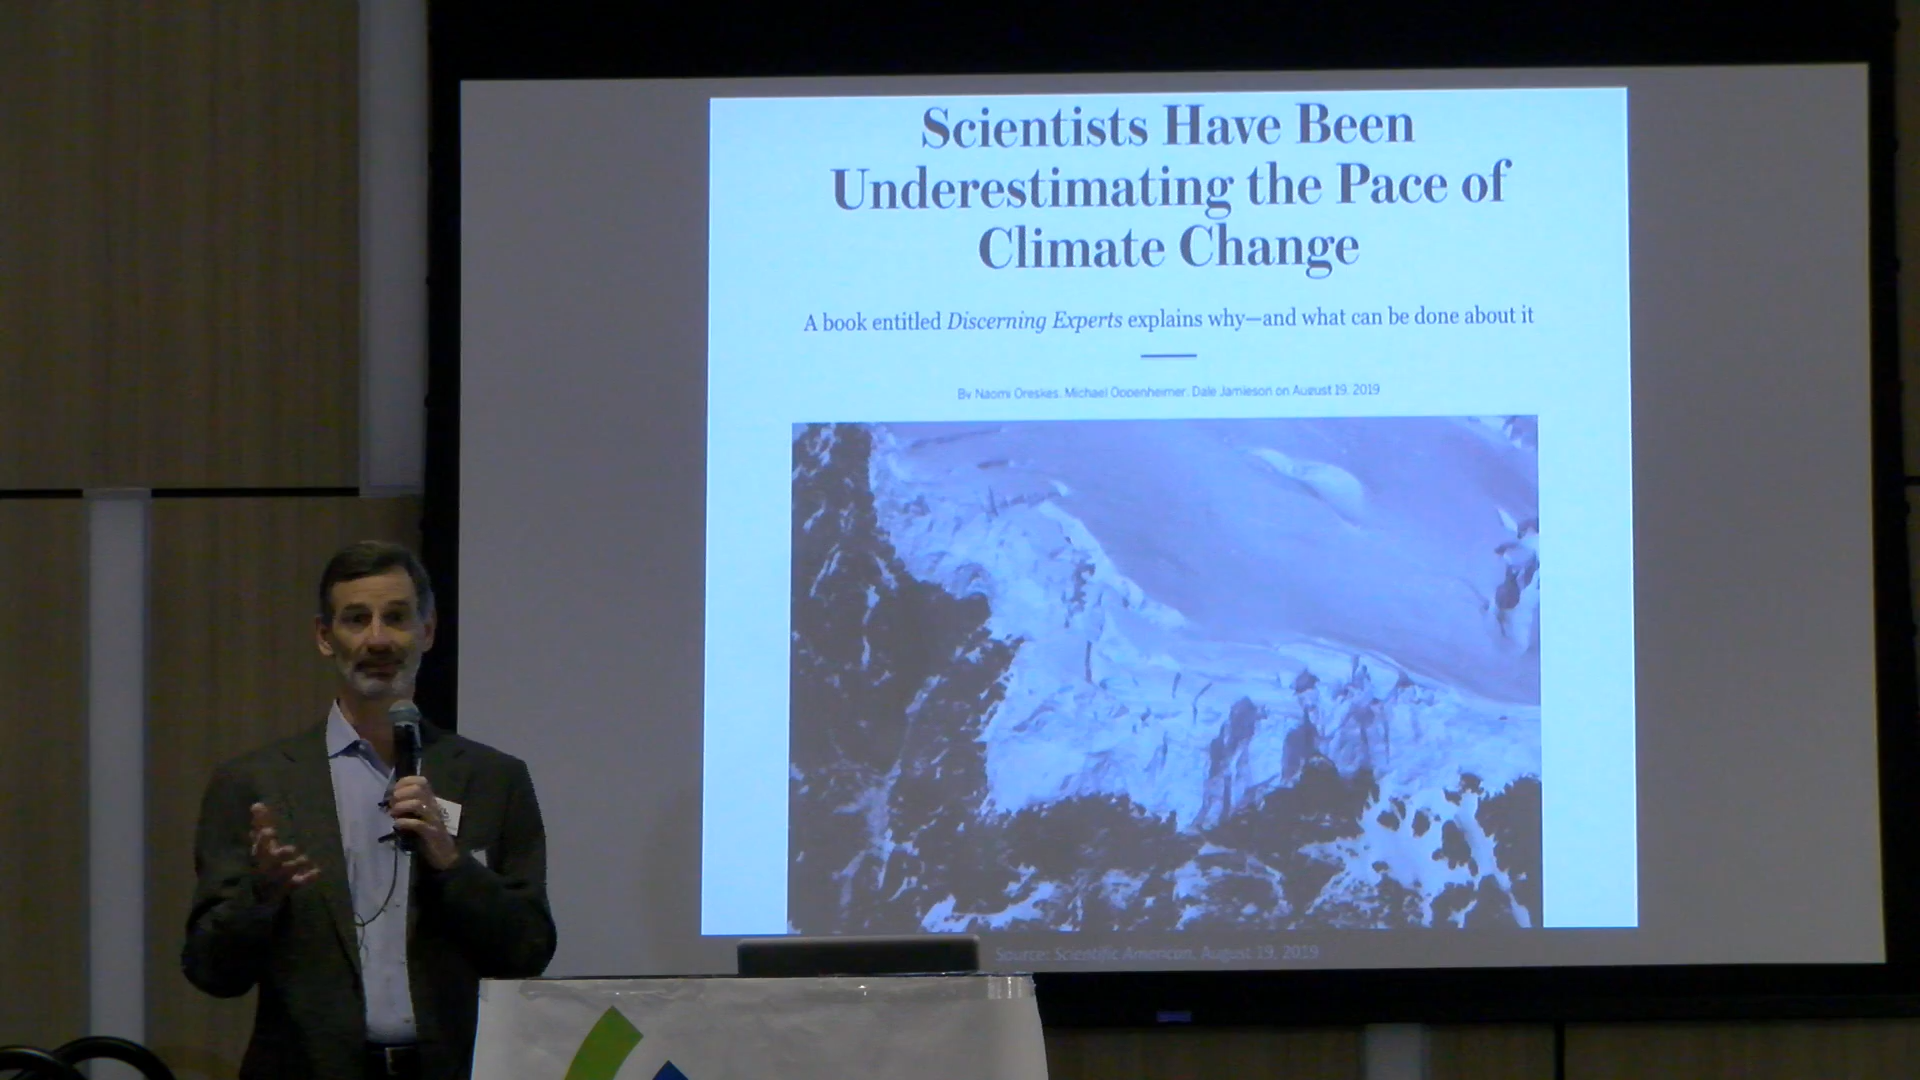 Scientists Have Been
Underestimating the Pace of
Climate Change
A book entitled Discerning Experts explains why—and what can be done about it
By Naomi Oreskes, Michael Oppenheimer, Dale Jamieson on August 19, 2019
Source: Scientific American, August 19, 2019